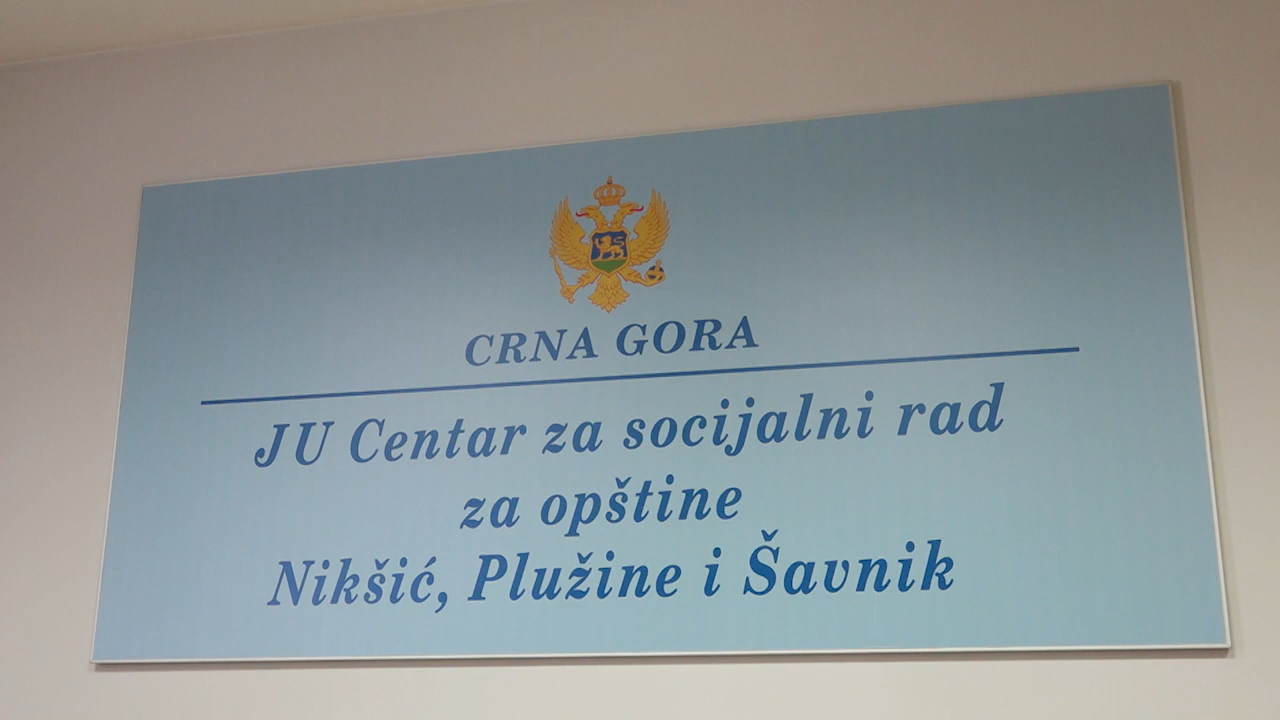 CRNA GORA
JU Centar za socijalni rad
za opštine
Nikšić, Plužine i Šavnik